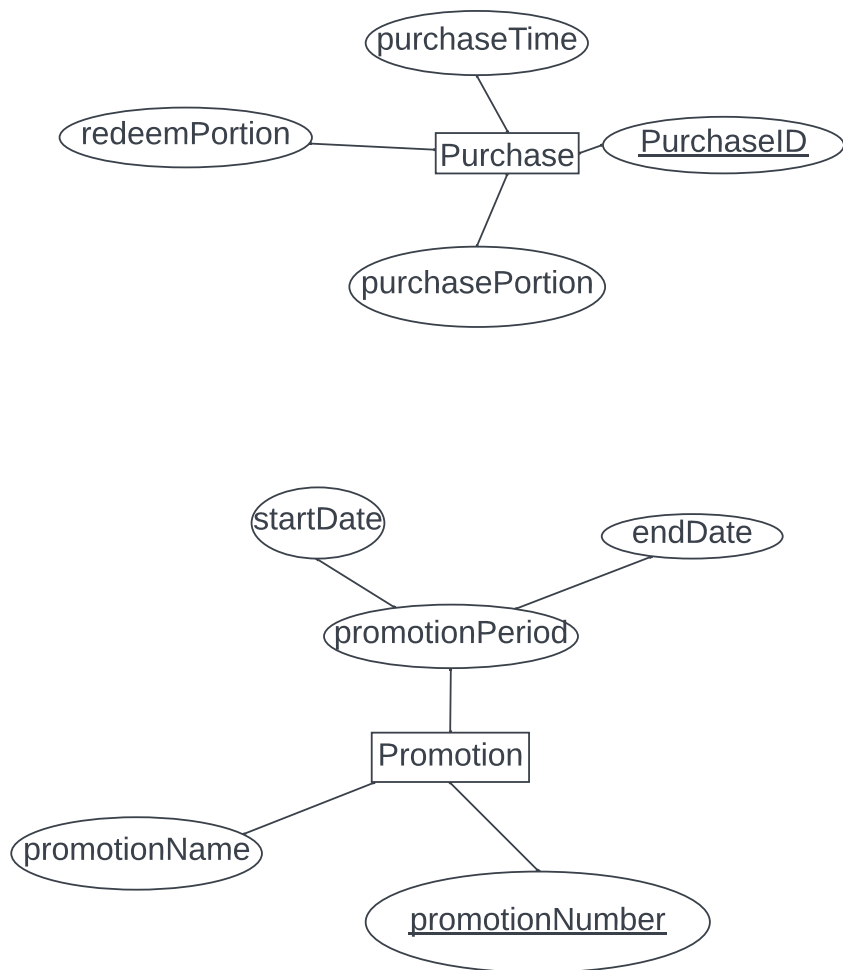 purchaseTime
redeemPortion
PurchaseID
Purchase
purchasePortion
startDate
endDate
promotionPeriod
Promotion
promotionName
promotionNumber